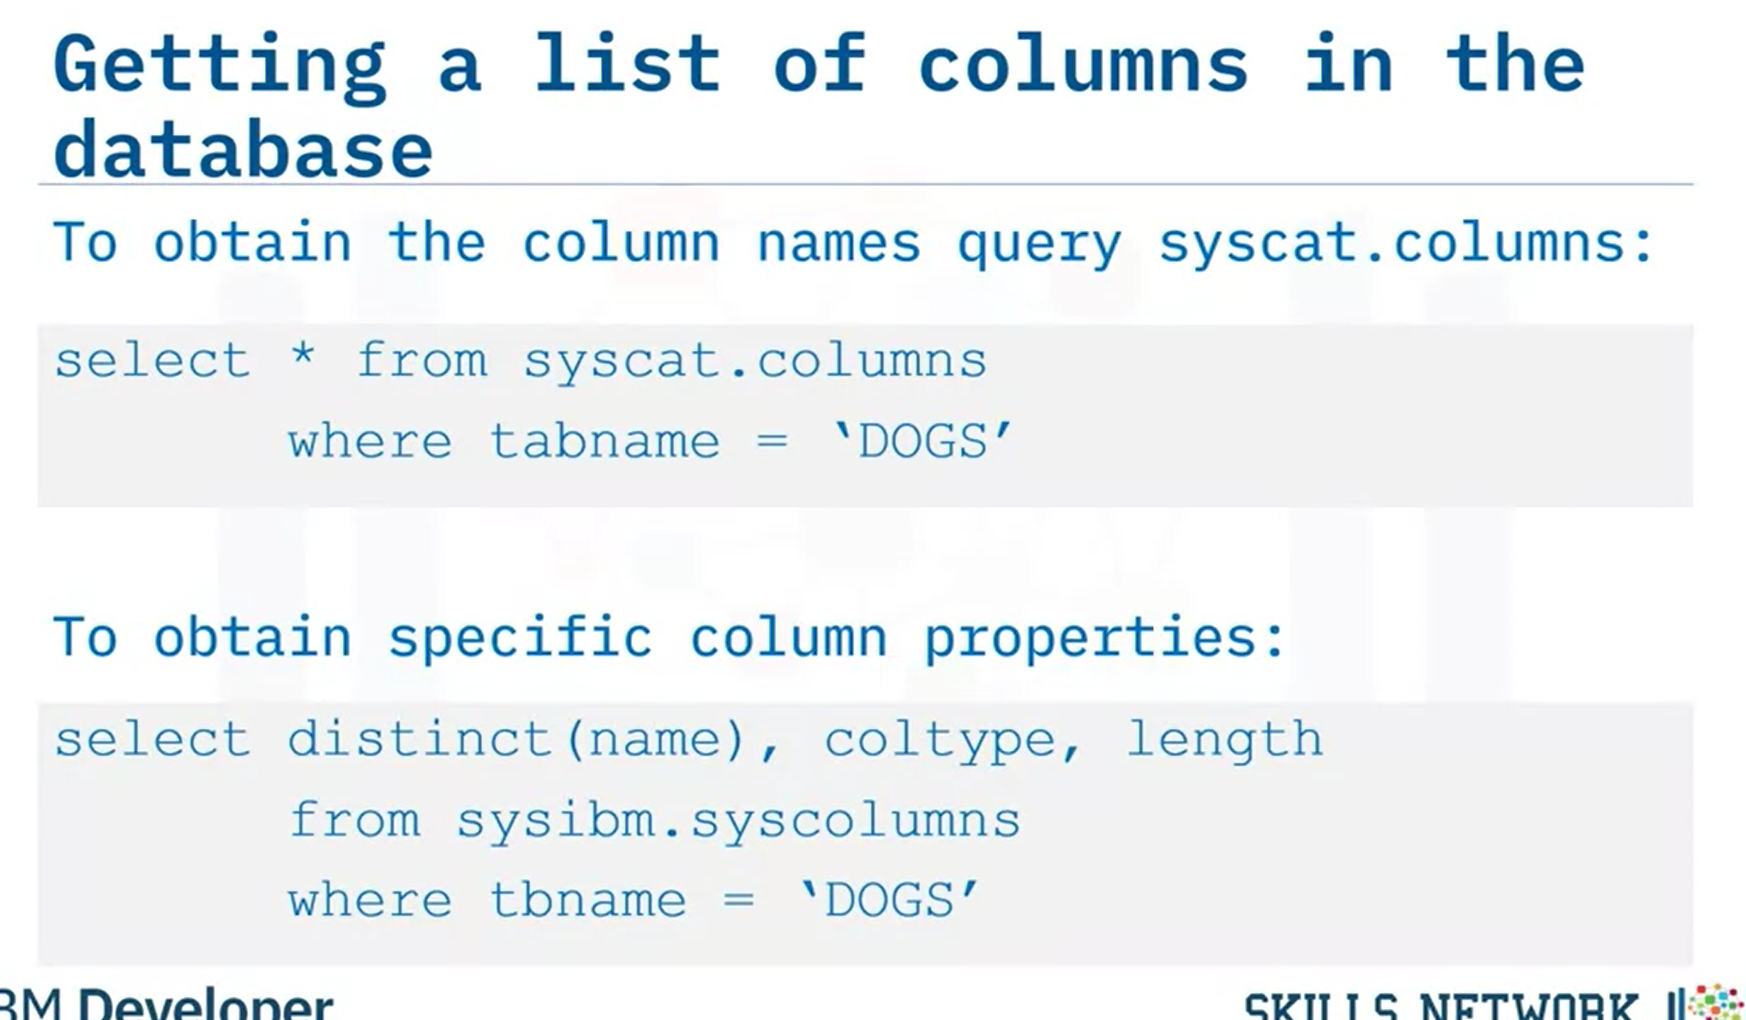 Getting a list of columns in the
database
To obtain the column names query syscat.columns:
select * from syscat.columns
where tabname = ‛DOGS’
To obtain specific column properties:
select distinct(name), coltype, length
from sysibm.syscolumns
where tbname = ‛DOGS’
BM Developer
SKILLS NETWORK